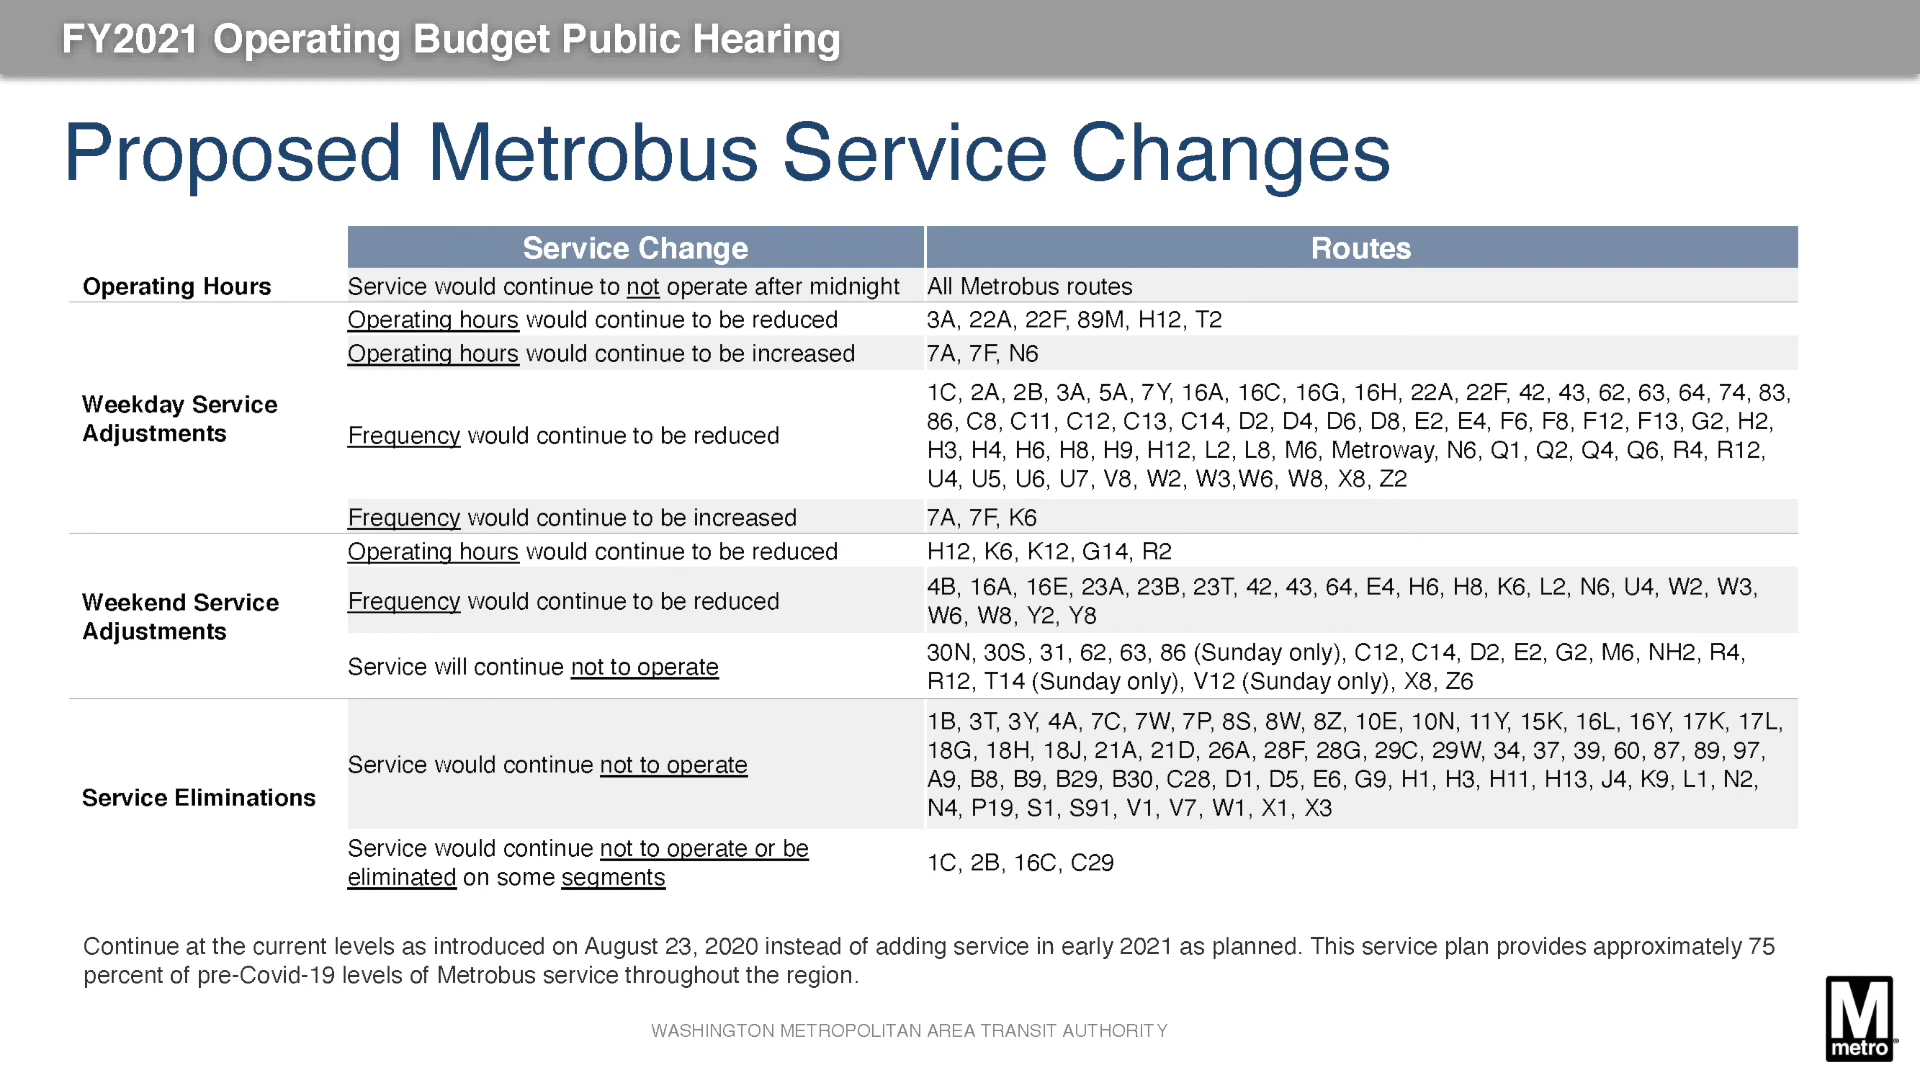 FY2021 Operating Budget Public Hearing
Proposed Metrobus Service Changes
Service Change
Routes
Operating Hours
Service would continue to not operate after midnight
All Metrobus routes
Weekday Service
Adjustments
Operating hours would continue to be reduced
3A, 22A, 22F, 89M, H12, T2
Operating hours would continue to be increased
7A, 7F, N6
Frequency would continue to be reduced
1C, 2A, 2B, 3A, 5A, 7Y, 16A, 16C, 16G, 16H, 22A, 22F, 42, 43, 62, 63, 64, 74, 83,
86, C8, C11, C12, C13, C14, D2, D4, D6, D8, E2, E4, F6, F8, F12, F13, G2, H2,
H3, H4, H6, H8, H9, H12, L2, L8, M6, Metroway, N6, Q1, Q2, Q4, Q6, R4, R12,
U4, U5, U6, U7, V8, W2, W3,W6, W8, X8, Z2
Frequency would continue to be increased
7A, 7F, K6
Weekend Service
Adjustments
Operating hours would continue to be reduced
H12, K6, K12, G14, R2
Frequency would continue to be reduced
4B, 16A, 16E, 23A, 23B, 23T, 42, 43, 64, E4, H6, H8, K6, L2, N6, U4, W2, W3,
W6, W8, Y2, Y8
Service will continue not to operate
30N, 30S, 31, 62, 63, 86 (Sunday only), C12, C14, D2, E2, G2, M6, NH2, R4,
R12, T14 (Sunday only), V12 (Sunday only), X8, Z6
Service Eliminations
Service would continue not to operate
1B, 3T, 3Y, 4A, 7C, 7W, 7P, 8S, 8W, 8Z, 10E, 10N, 11Y, 15K, 16L, 16Y, 17K, 17L,
18G, 18H, 18J, 21A, 21D, 26A, 28F, 28G, 29C, 29W, 34, 37, 39, 60, 87, 89, 97,
A9, B8, B9, B29, B30, C28, D1, D5, E6, G9, H1, H3, H11, H13, J4, K9, L1, N2,
N4, P19, S1, S91, V1, V7, W1, X1, X3
Service would continue not to operate or be
eliminated on some segments
1C, 2B, 16C, C29
Continue at the current levels as introduced on August 23, 2020 instead of adding service in early 2021 as planned. This service plan provides approximately 75
percent of pre-Covid-19 levels of Metrobus service throughout the region.
WASHINGTON METROPOLITAN AREA TRANSIT AUTHORITY
M
metro